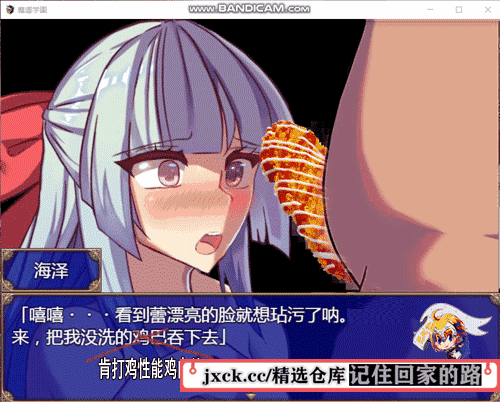 魔塔学園
www.BANDICAM.com
海泽
「嘻嘻・・・看到蕾漂亮的脸就想玷污了呐。
来，把我没洗的鸡巴吞下去」
肯打鸡性能鸡
jxck.cc/精选仓库 记住回家的路